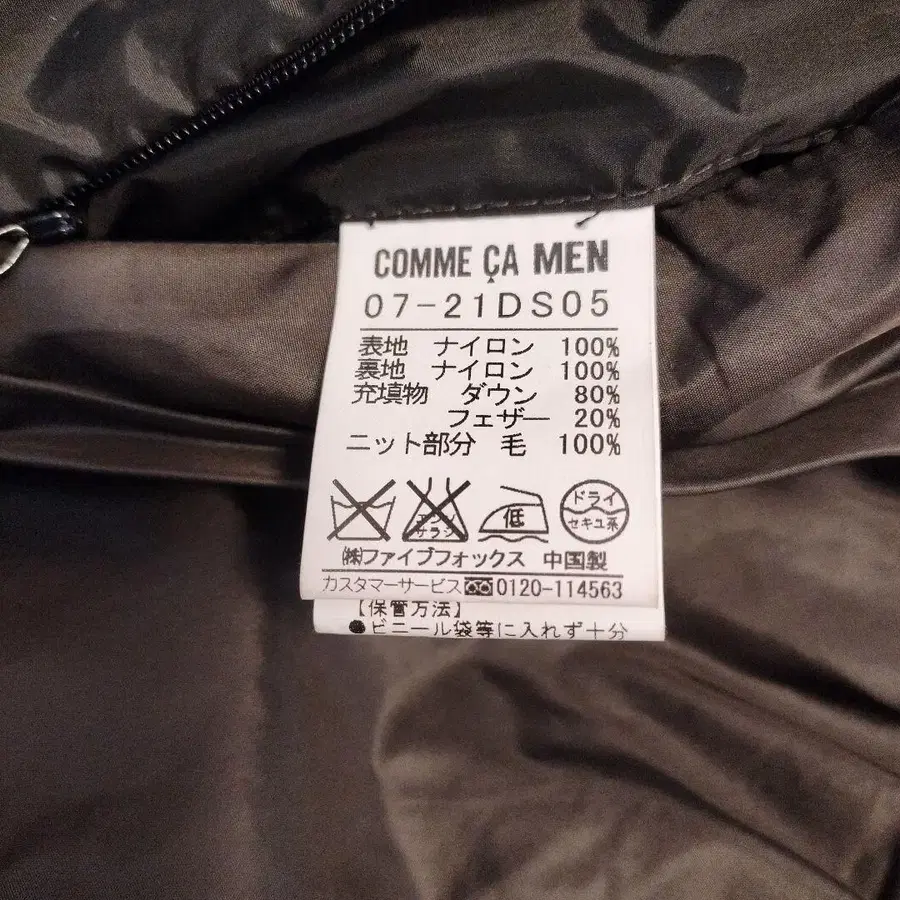 COMME ÇA MEN
07-21DS05
表地 ナイロン 100%
裏地 ナイロン 100%
充填物 ダウン 80%
フェザー 20%
ニット部分 毛 100%
エンソ サラシ 低 ドライ セキユ系
㈱ファイブフォックス 中国製
カスタマーサービス 0120-114563
【保管方法】
●ビニール袋等に入れず十分